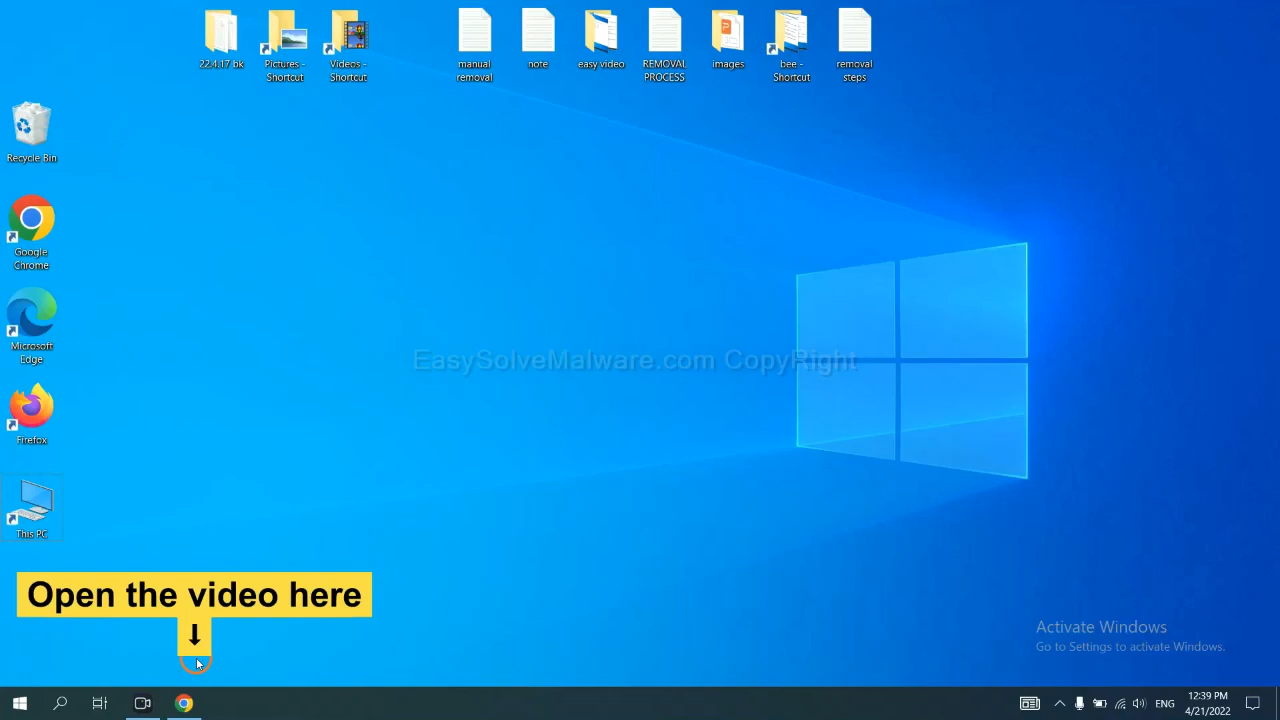 22.4.17 bk
Pictures -
Shortcut
Videos -
Shortcut
manual
removal
note
easy video
REMOVAL
PROCESS
images
bee -
Shortcut
removal
steps
Recycle Bin
Google
Chrome
Microsoft
Edge
EasySolveMalware.com CopyRight
Firefox
This PC
Open the video here
↓
Activate Windows
Go to Settings to activate Windows.
ENG
12:39 PM
4/21/2022